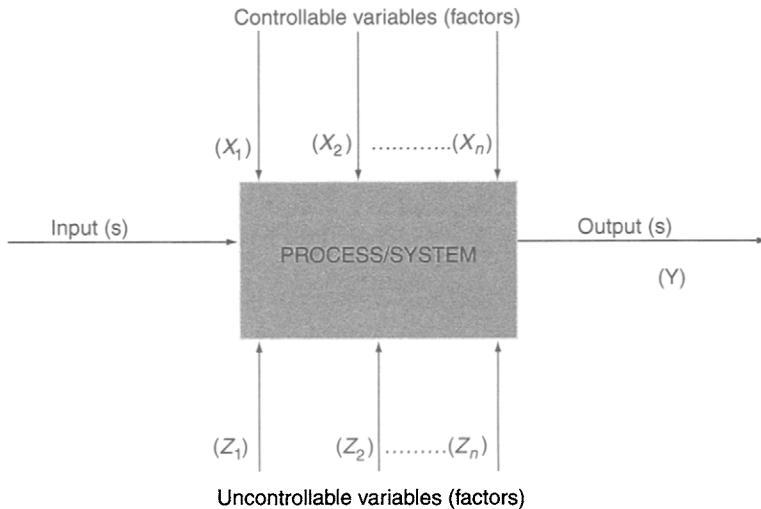 Controllable variables (factors)
(X₁) (X₂) ............(Xₙ)
Input (s)
Output (s)
PROCESS/SYSTEM
(Y)
(Z₁) (Z₂) .........(Zₙ)
Uncontrollable variables (factors)